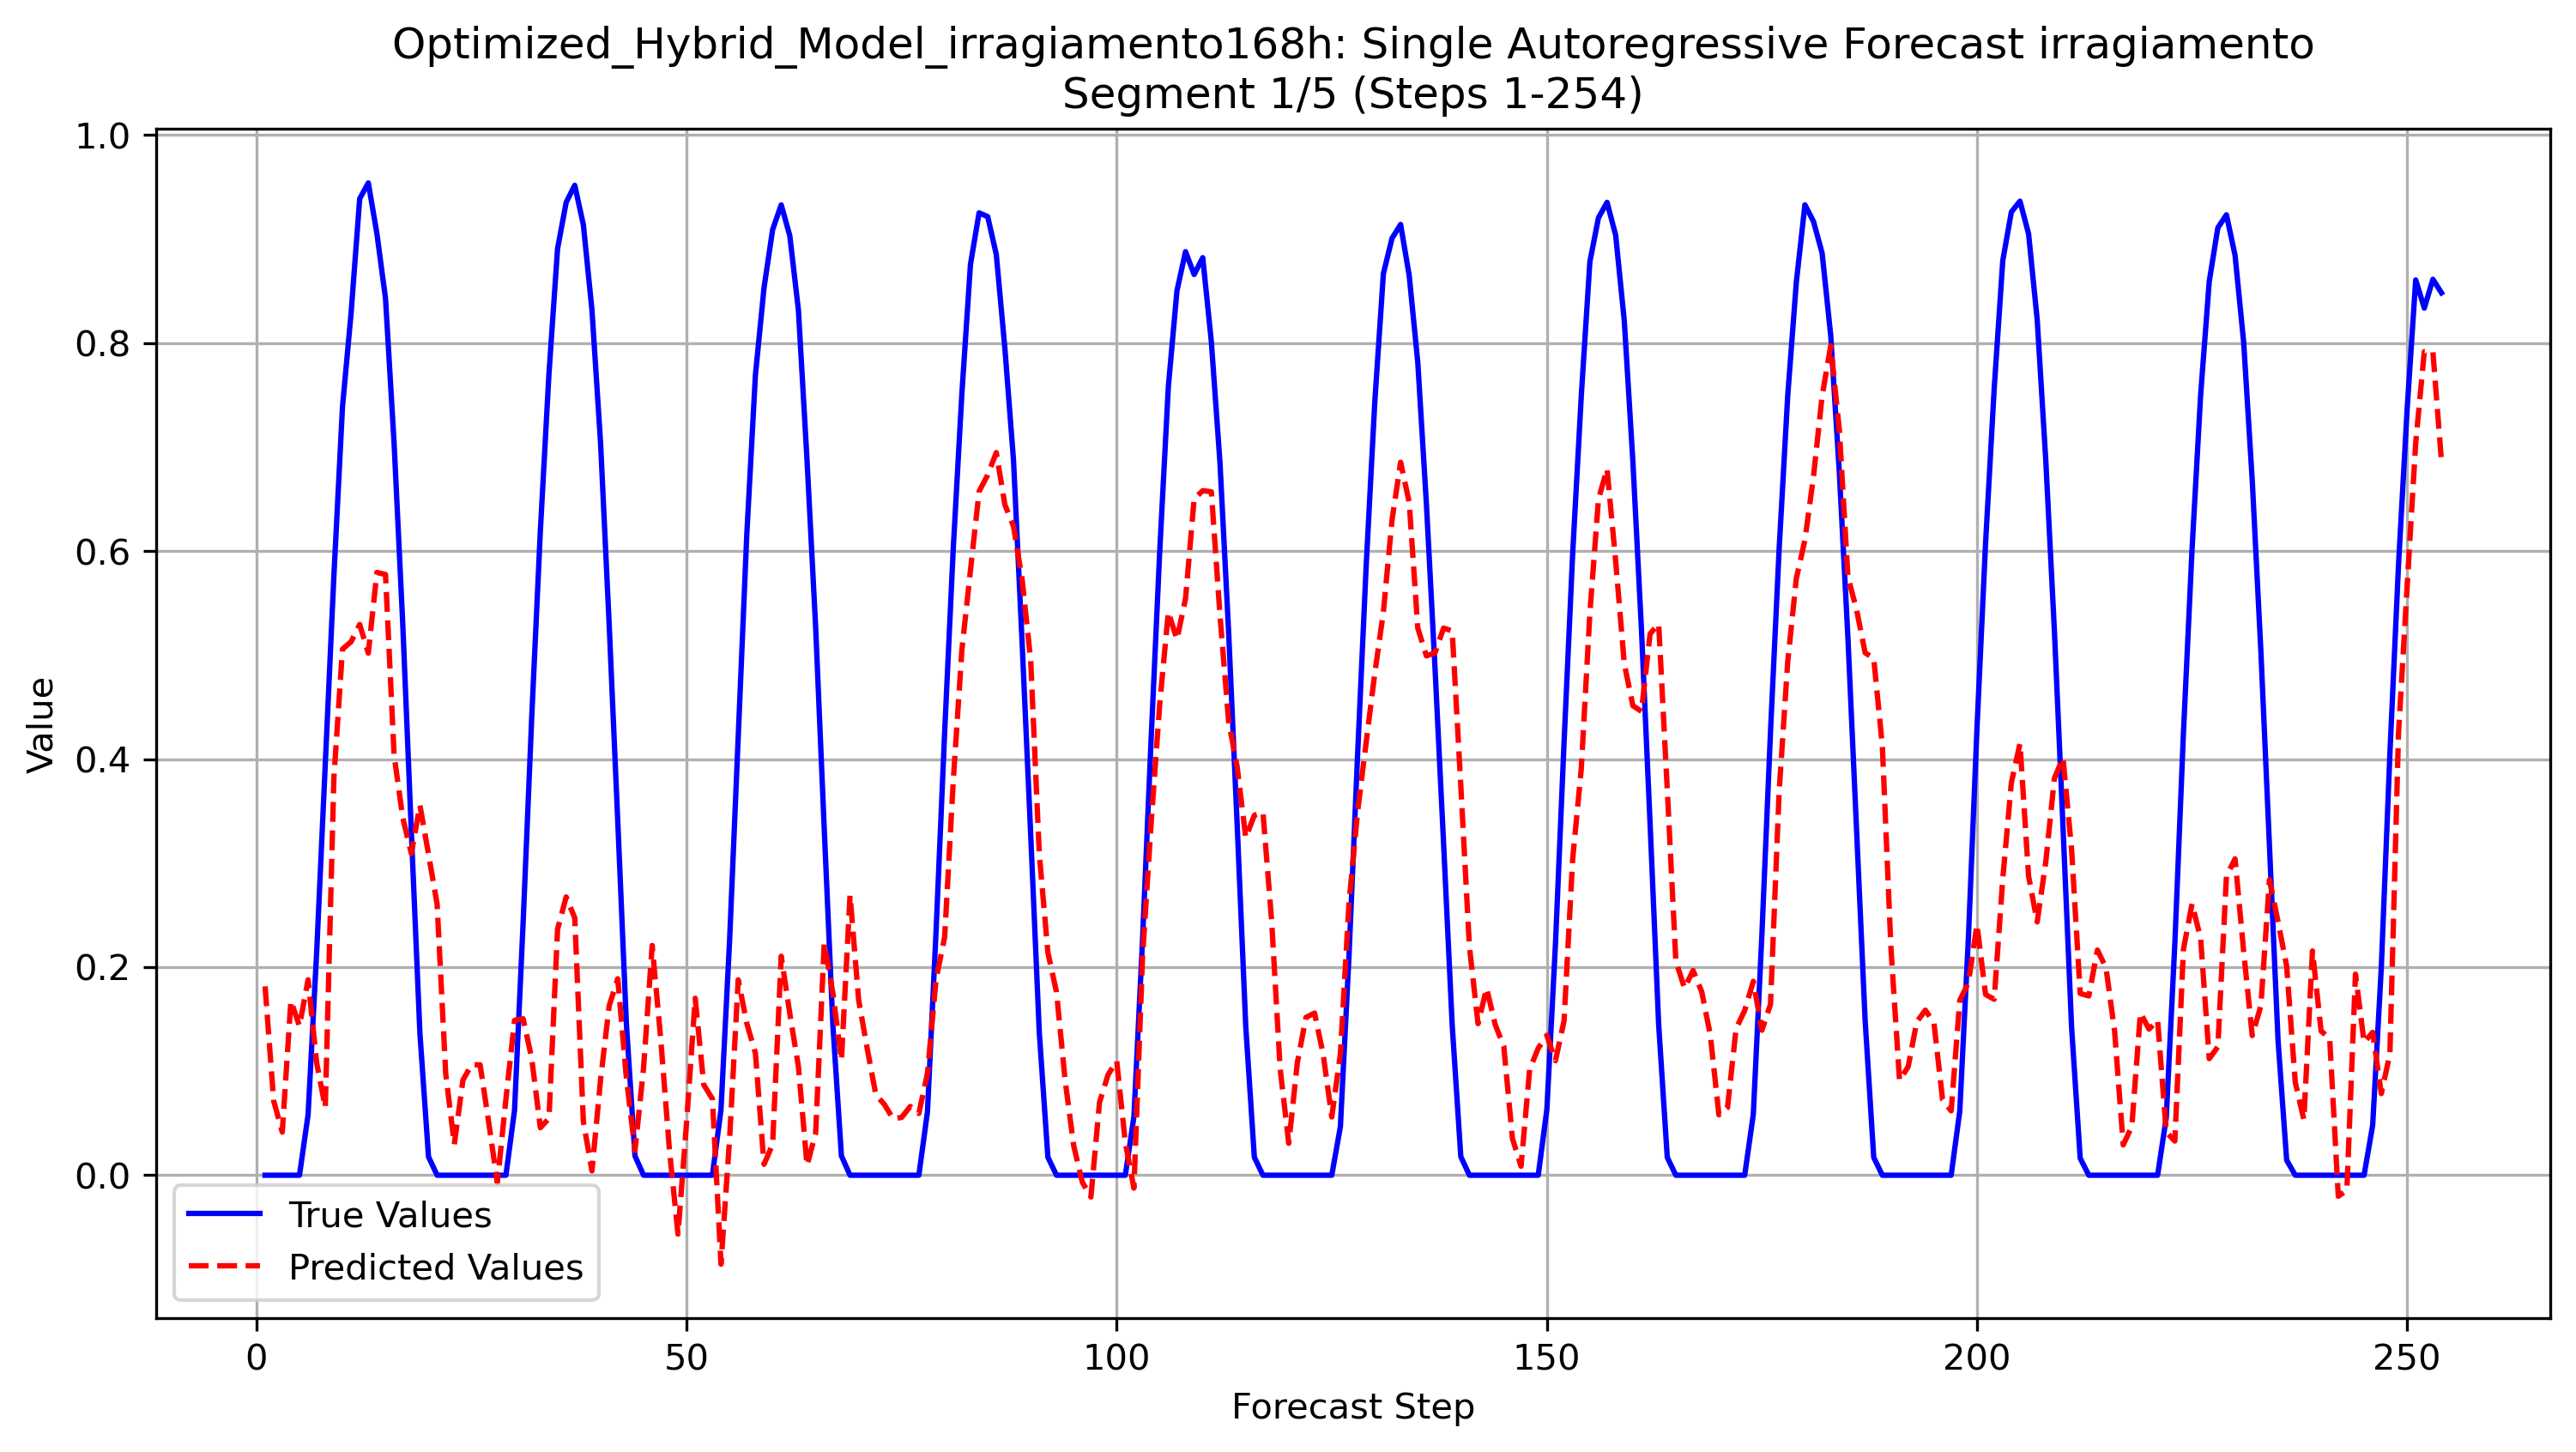 Optimized_Hybrid_Model_irragiamento168h: Single Autoregressive Forecast irragiamento
Segment 1/5 (Steps 1-254)
1.0
0.8
0.6
0.4
0.2
0.0
Value
True Values
Predicted Values
0 50 100 150 200 250
Forecast Step